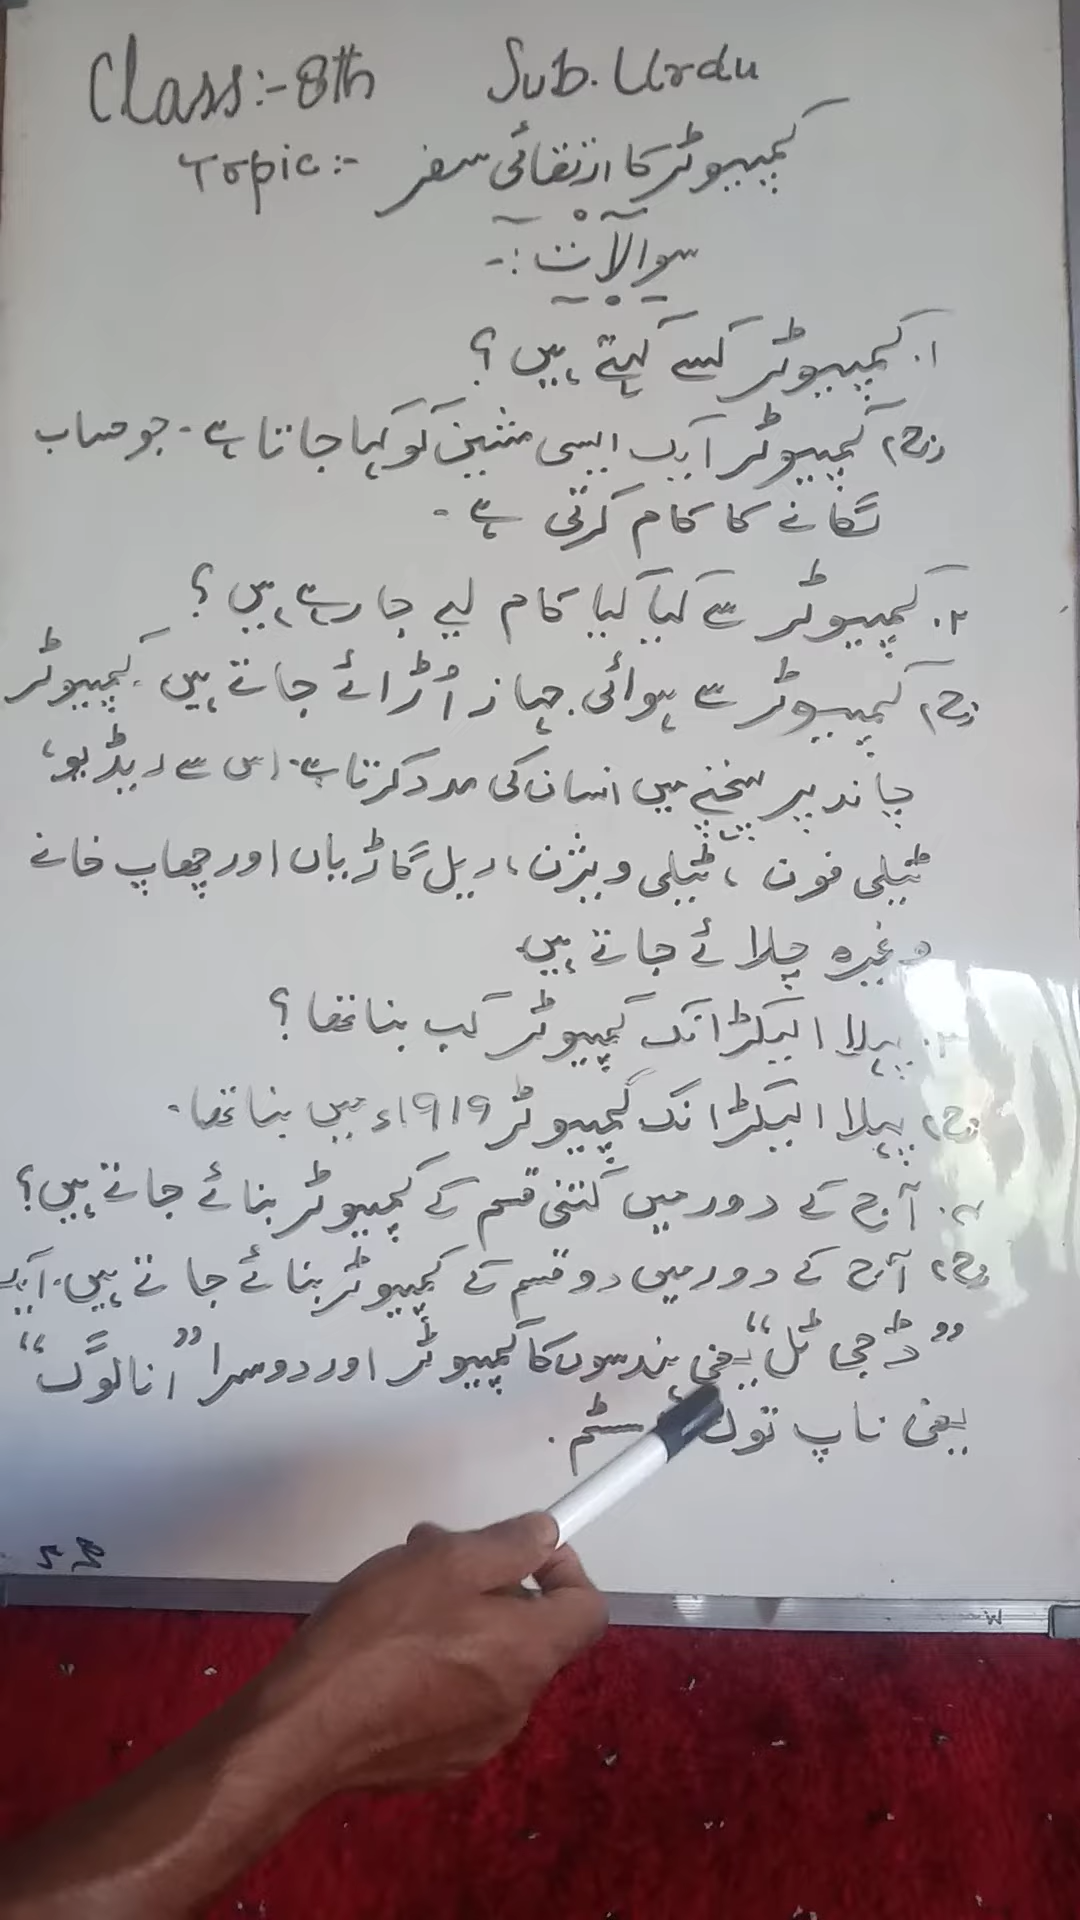 Class:- 8th Sub. Urdu
Topic:- کمپیوٹر کا ارتقائی سفر
سوالات :-
۱. کمپیوٹر کسے کہتے ہیں ؟
ج) کمپیوٹر ایک ایسی مشین کو کہا جاتا ہے۔ جو حساب
لگانے کا کام کرتی ہے ۔
۲. کمپیوٹر سے کیا کیا کام لیے جا رہے ہیں ؟
ج) کمپیوٹر سے ہوائی جہاز اُڑائے جاتے ہیں ۔ کمپیوٹر
چاند پر پہنچنے میں انسان کی مدد کرتا ہے۔ اس سے ریڈیو،
ٹیلی فون ، ٹیلی ویژن ، ریل گاڑیاں اور چھاپ خانے
وغیرہ چلائے جاتے ہیں۔
۳. پہلا الیکڑانک کمپیوٹر کب بنا تھا ؟
ج) پہلا الیکڑانک کمپیوٹر ۱۹۱۹ء میں بنا تھا ۔
۴. آج کے دور میں کتنی قسم کے کمپیوٹر بنائے جاتے ہیں ؟
ج) آج کے دور میں دو قسم کے کمپیوٹر بنائے جاتے ہیں۔ ایک
”ڈجی ٹل“ یعنی ہندسوں کا کمپیوٹر اور دوسرا ”انالوگ“
یعنی ناپ تول سسٹم ۔